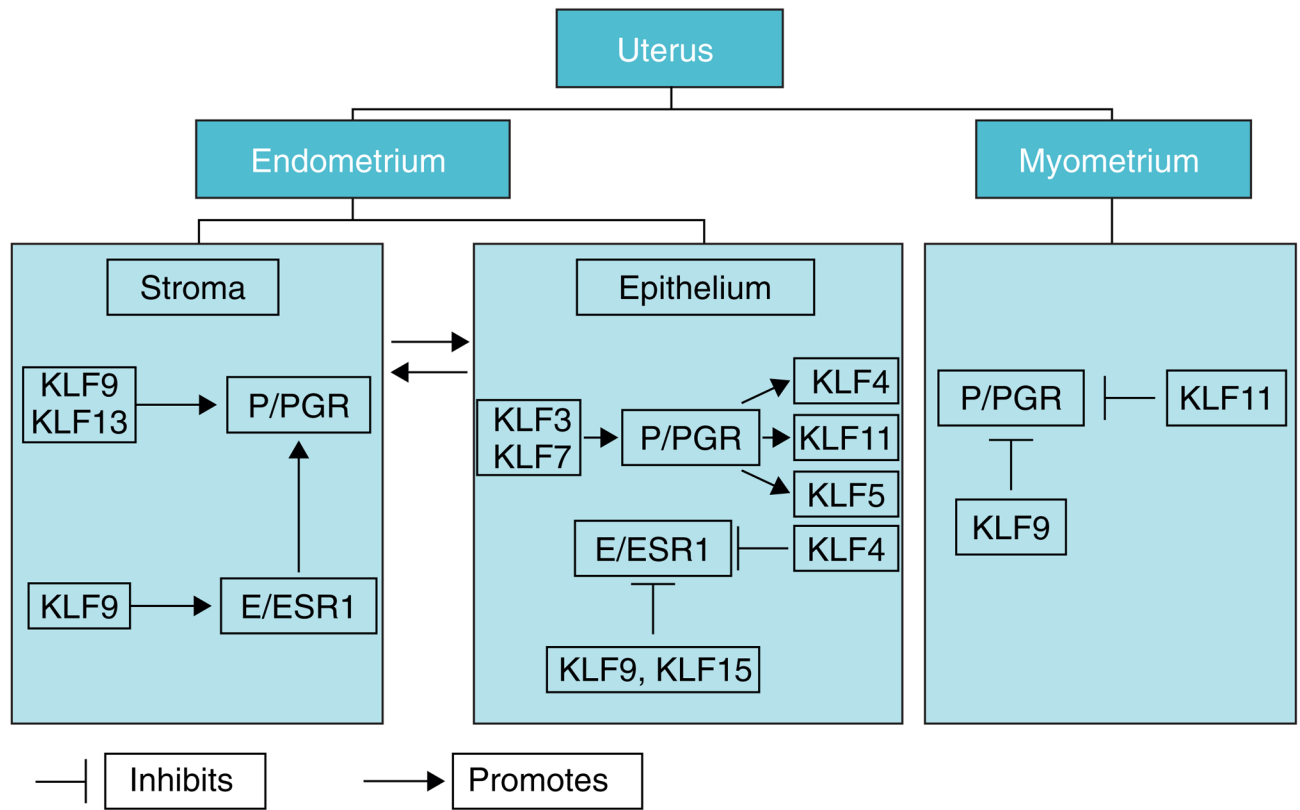 Uterus
Endometrium
Myometrium
Stroma
KLF9
KLF13
P/PGR
KLF9
E/ESR1
Epithelium
KLF3
KLF7
P/PGR
KLF4
KLF11
KLF5
E/ESR1
KLF4
KLF9, KLF15
P/PGR
KLF11
KLF9
Inhibits
Promotes